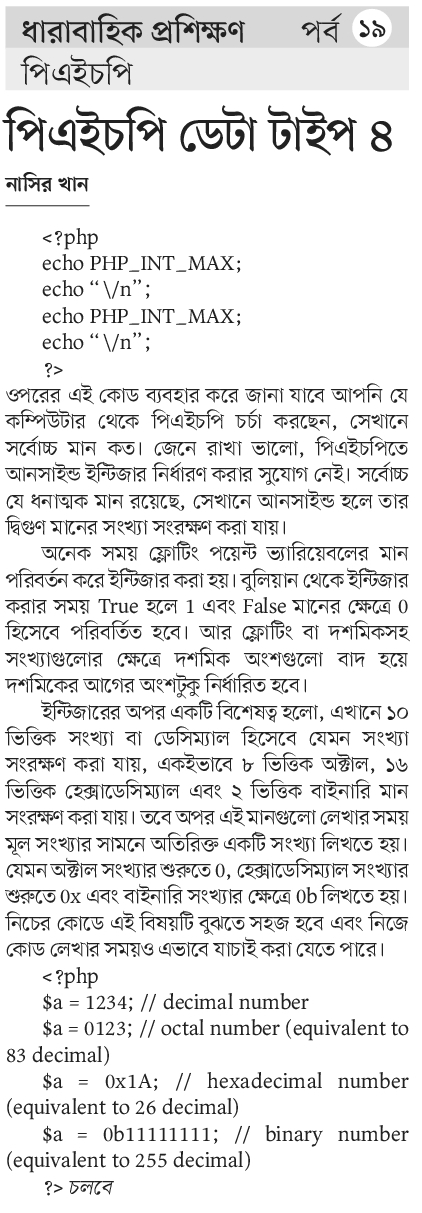 ধারাবাহিক প্রশিক্ষণ পর্ব ১৯
পিএইচপি
পিএইচপি ডেটা টাইপ ৪
নাসির খান
<?php
echo PHP_INT_MAX;
echo “\/n”;
echo PHP_INT_MAX;
echo “\/n”;
?>
ওপরের এই কোড ব্যবহার করে জানা যাবে আপনি যে
কম্পিউটার থেকে পিএইচপি চর্চা করছেন, সেখানে
সর্বোচ্চ মান কত। জেনে রাখা ভালো, পিএইচপিতে
আনসাইন্ড ইন্টিজার নির্ধারণ করার সুযোগ নেই। সর্বোচ্চ
যে ধনাত্মক মান রয়েছে, সেখানে আনসাইন্ড হলে তার
দ্বিগুণ মানের সংখ্যা সংরক্ষণ করা যায়।
অনেক সময় ফ্লোটিং পয়েন্ট ভ্যারিয়েবলের মান
পরিবর্তন করে ইন্টিজার করা হয়। বুলিয়ান থেকে ইন্টিজার
করার সময় True হলে 1 এবং False মানের ক্ষেত্রে 0
হিসেবে পরিবর্তিত হবে। আর ফ্লোটিং বা দশমিকসহ
সংখ্যাগুলোর ক্ষেত্রে দশমিক অংশগুলো বাদ হয়ে
দশমিকের আগের অংশটুকু নির্ধারিত হবে।
ইন্টিজারের অপর একটি বিশেষত্ব হলো, এখানে ১০
ভিত্তিক সংখ্যা বা ডেসিম্যাল হিসেবে যেমন সংখ্যা
সংরক্ষণ করা যায়, একইভাবে ৮ ভিত্তিক অক্টাল, ১৬
ভিত্তিক হেক্সাডেসিম্যাল এবং ২ ভিত্তিক বাইনারি মান
সংরক্ষণ করা যায়। তবে অপর এই মানগুলো লেখার সময়
মূল সংখ্যার সামনে অতিরিক্ত একটি সংখ্যা লিখতে হয়।
যেমন অক্টাল সংখ্যার শুরুতে 0, হেক্সাডেসিম্যাল সংখ্যার
শুরুতে 0x এবং বাইনারি সংখ্যার ক্ষেত্রে 0b লিখতে হয়।
নিচের কোডে এই বিষয়টি বুঝতে সহজ হবে এবং নিজে
কোড লেখার সময়ও এভাবে যাচাই করা যেতে পারে।
<?php
$a = 1234; // decimal number
$a = 0123; // octal number (equivalent to
83 decimal)
$a = 0x1A; // hexadecimal number
(equivalent to 26 decimal)
$a = 0b11111111; // binary number
(equivalent to 255 decimal)
?> চলবে